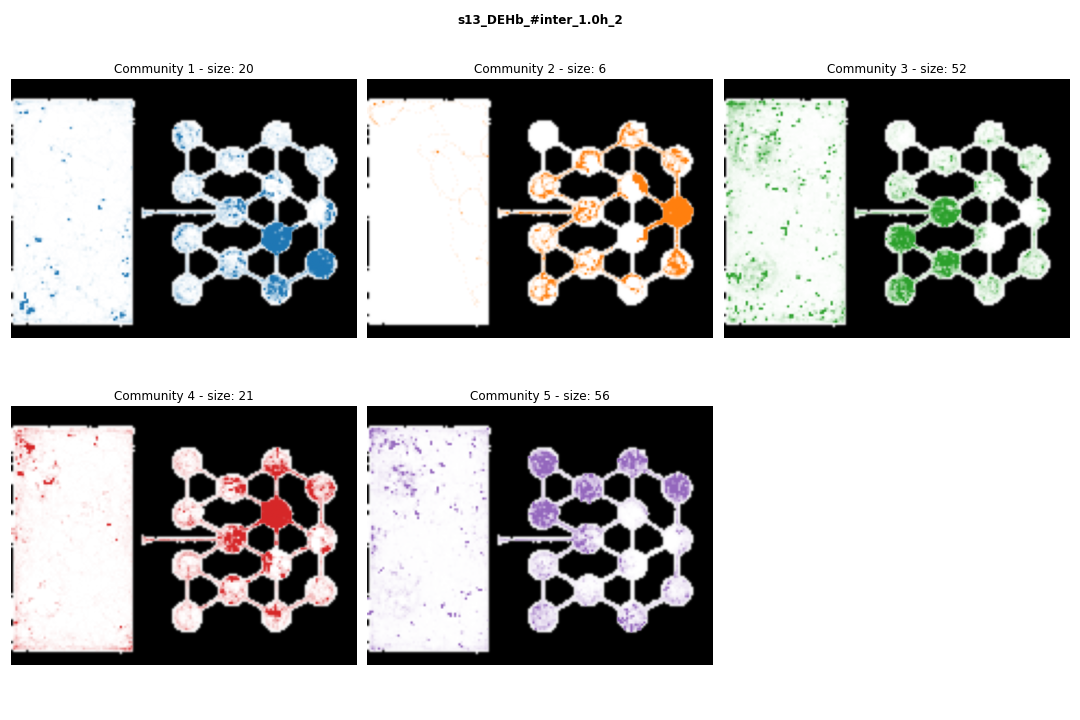 s13_DEHb_#inter_1.0h_2
Community 1 - size: 20
Community 2 - size: 6
Community 3 - size: 52
Community 4 - size: 21
Community 5 - size: 56